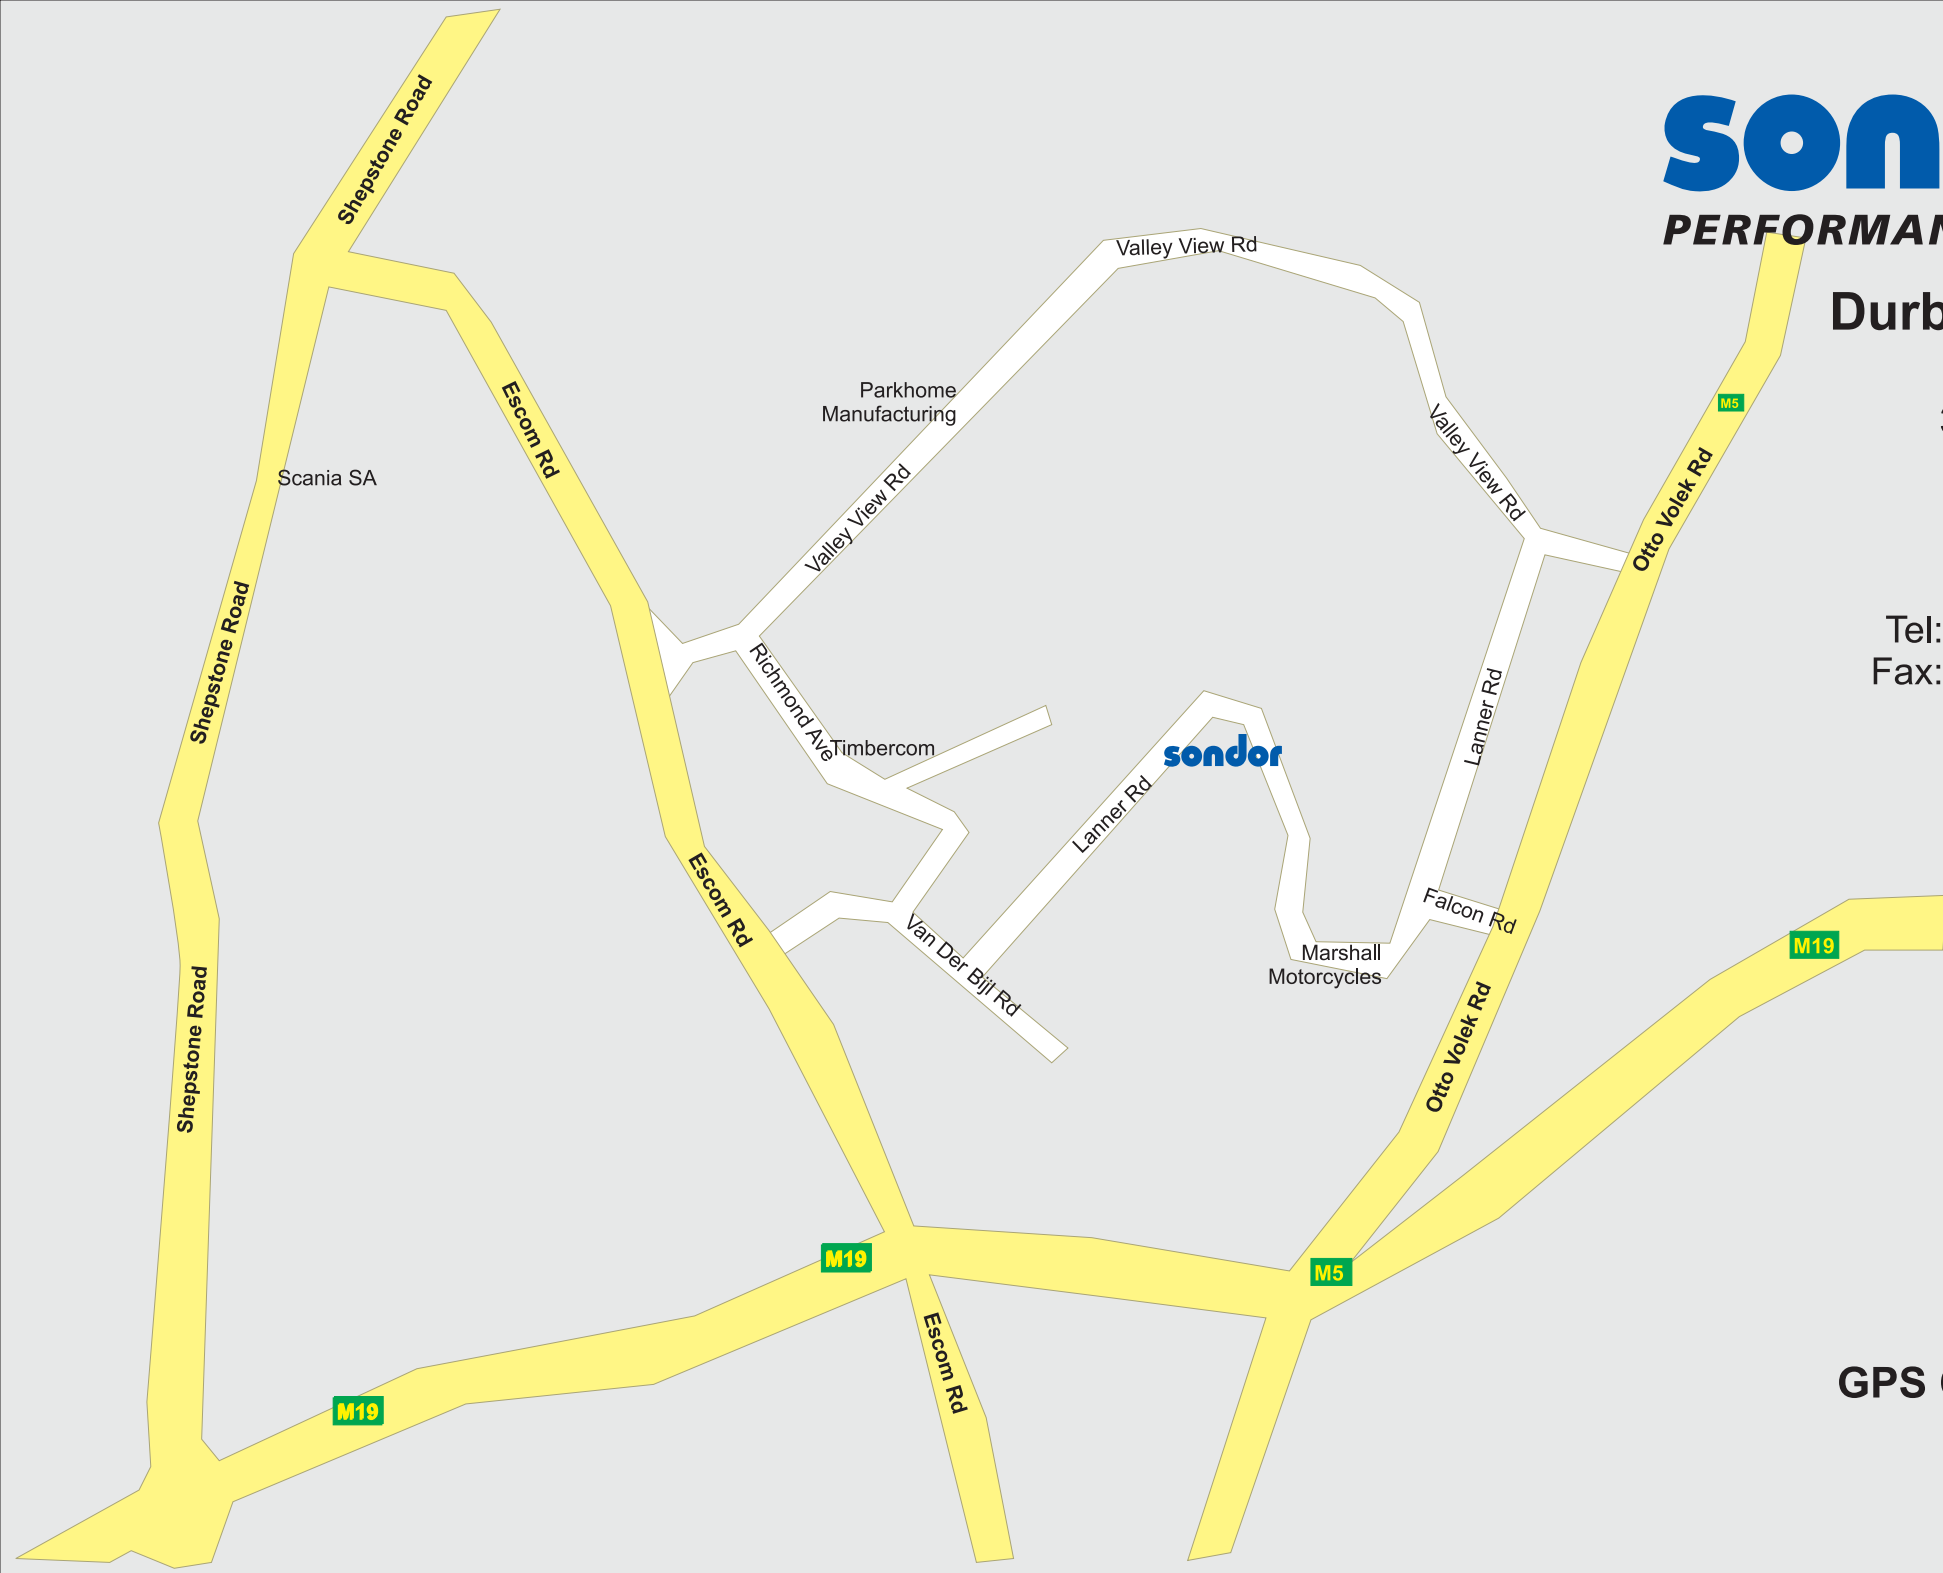 Shepstone Road
son
PERFORMAN
Valley View Rd
Durb
Parkhome
Manufacturing
M5
Escom Rd
Valley View Rd
Scania SA
Valley View Rd
Otto Volek Rd
Shepstone Road
Tel:
Fax:
Richmond Ave
Timbercom
sondor
Lanner Rd
Lanner Rd
Escom Rd
Falcon Rd
Van Der Bijl Rd
Marshall
Motorcycles
M19
Shepstone Road
Otto Volek Rd
M19
M5
Escom Rd
GPS
M19